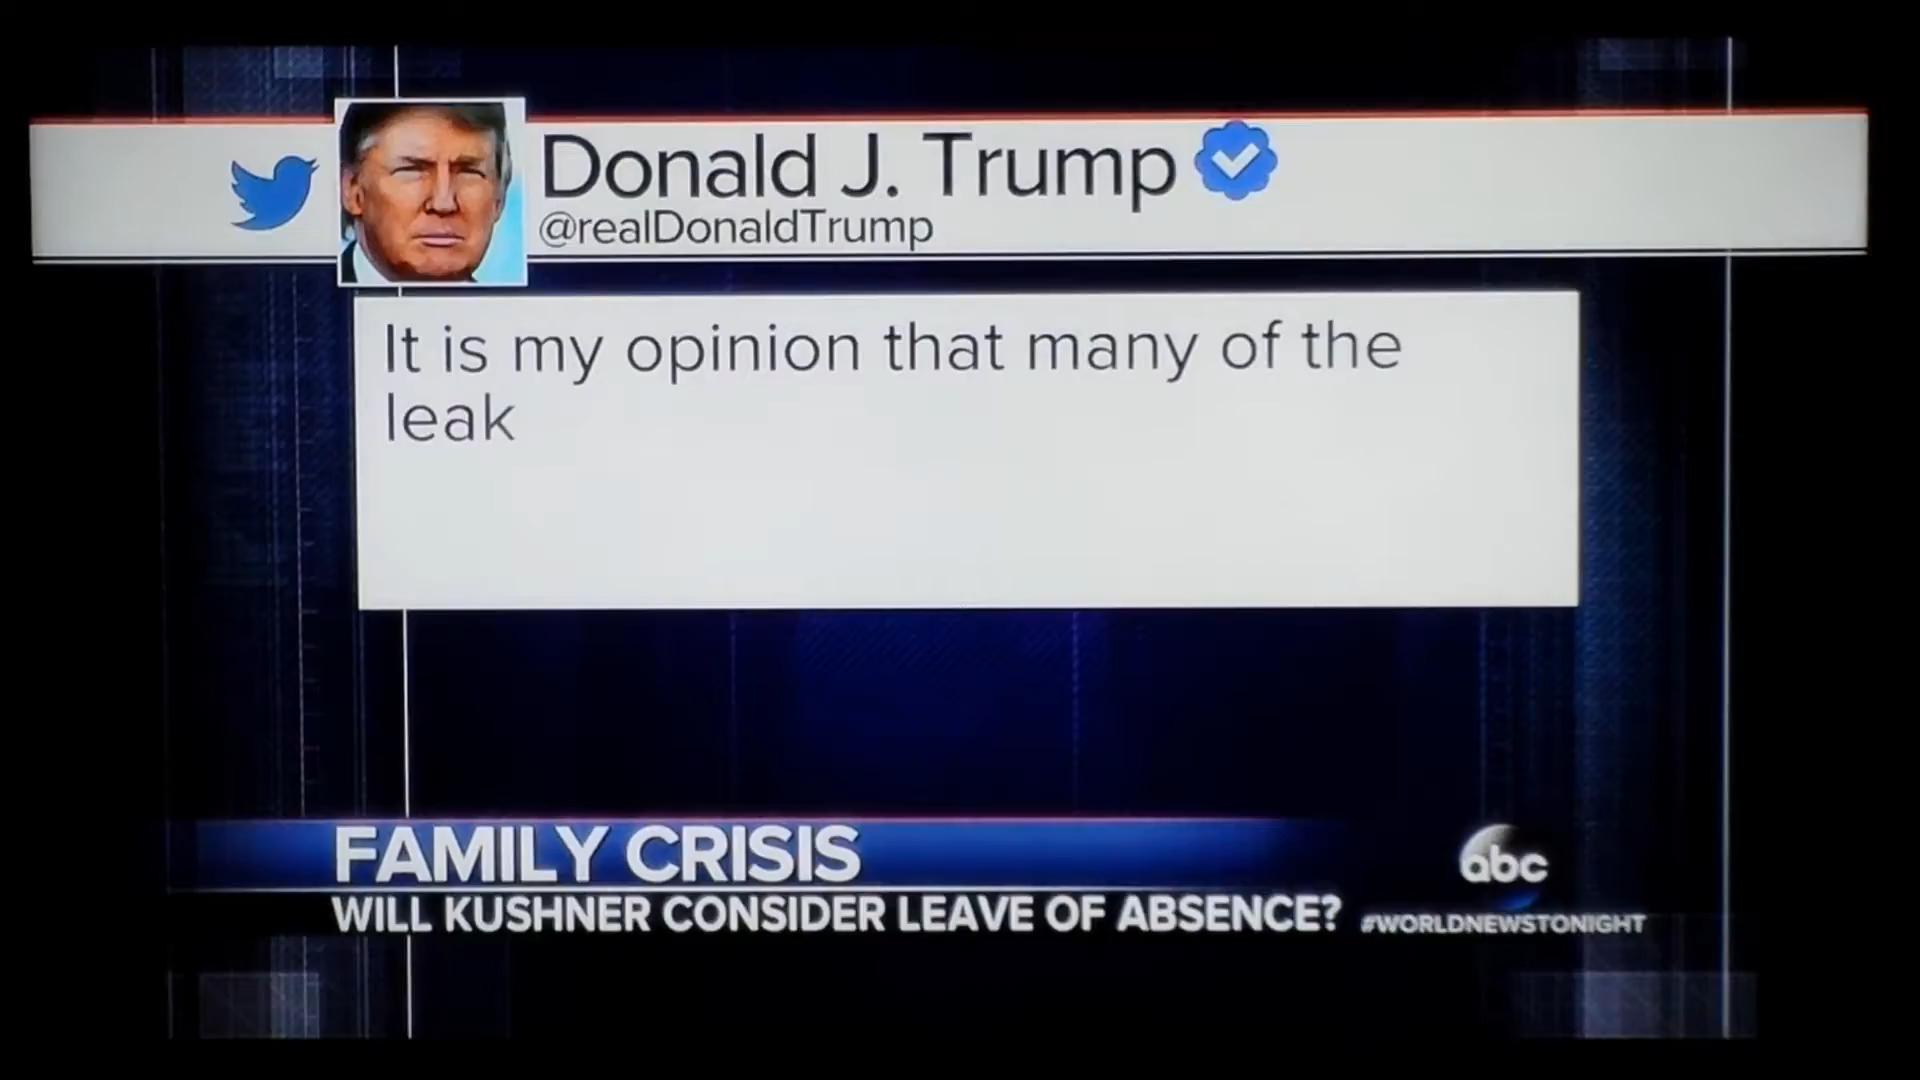 Donald J. Trump
@realDonaldTrump
It is my opinion that many of the
leak
FAMILY CRISIS
WILL KUSHNER CONSIDER LEAVE OF ABSENCE?
abc
#WORLDNEWSTONIGHT